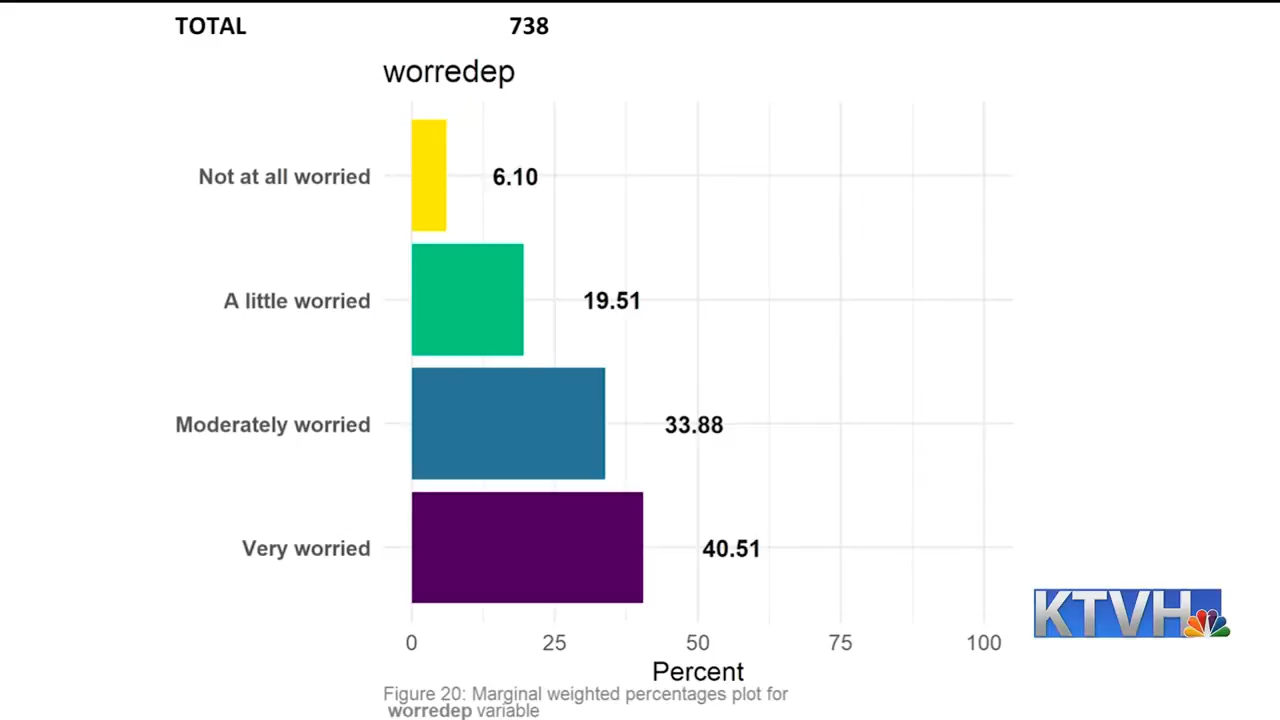 TOTAL 738
worredep
Not at all worried 6.10
A little worried 19.51
Moderately worried 33.88
Very worried 40.51
0 25 50 75 100
Percent
KTVH
Figure 20: Marginal weighted percentages plot for
worredep variable